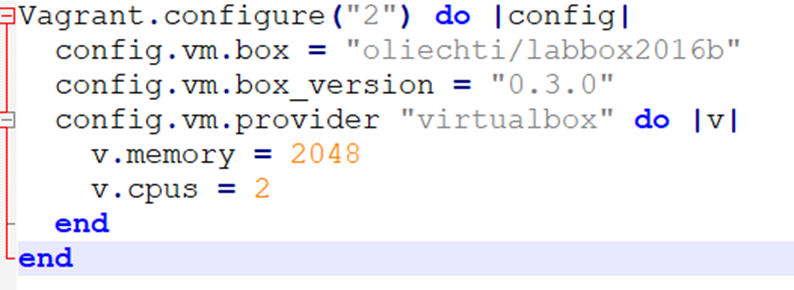 Vagrant.configure("2") do |config|
  config.vm.box = "oliechti/labbox2016b"
  config.vm.box_version = "0.3.0"
  config.vm.provider "virtualbox" do |v|
    v.memory = 2048
    v.cpus = 2
  end
end